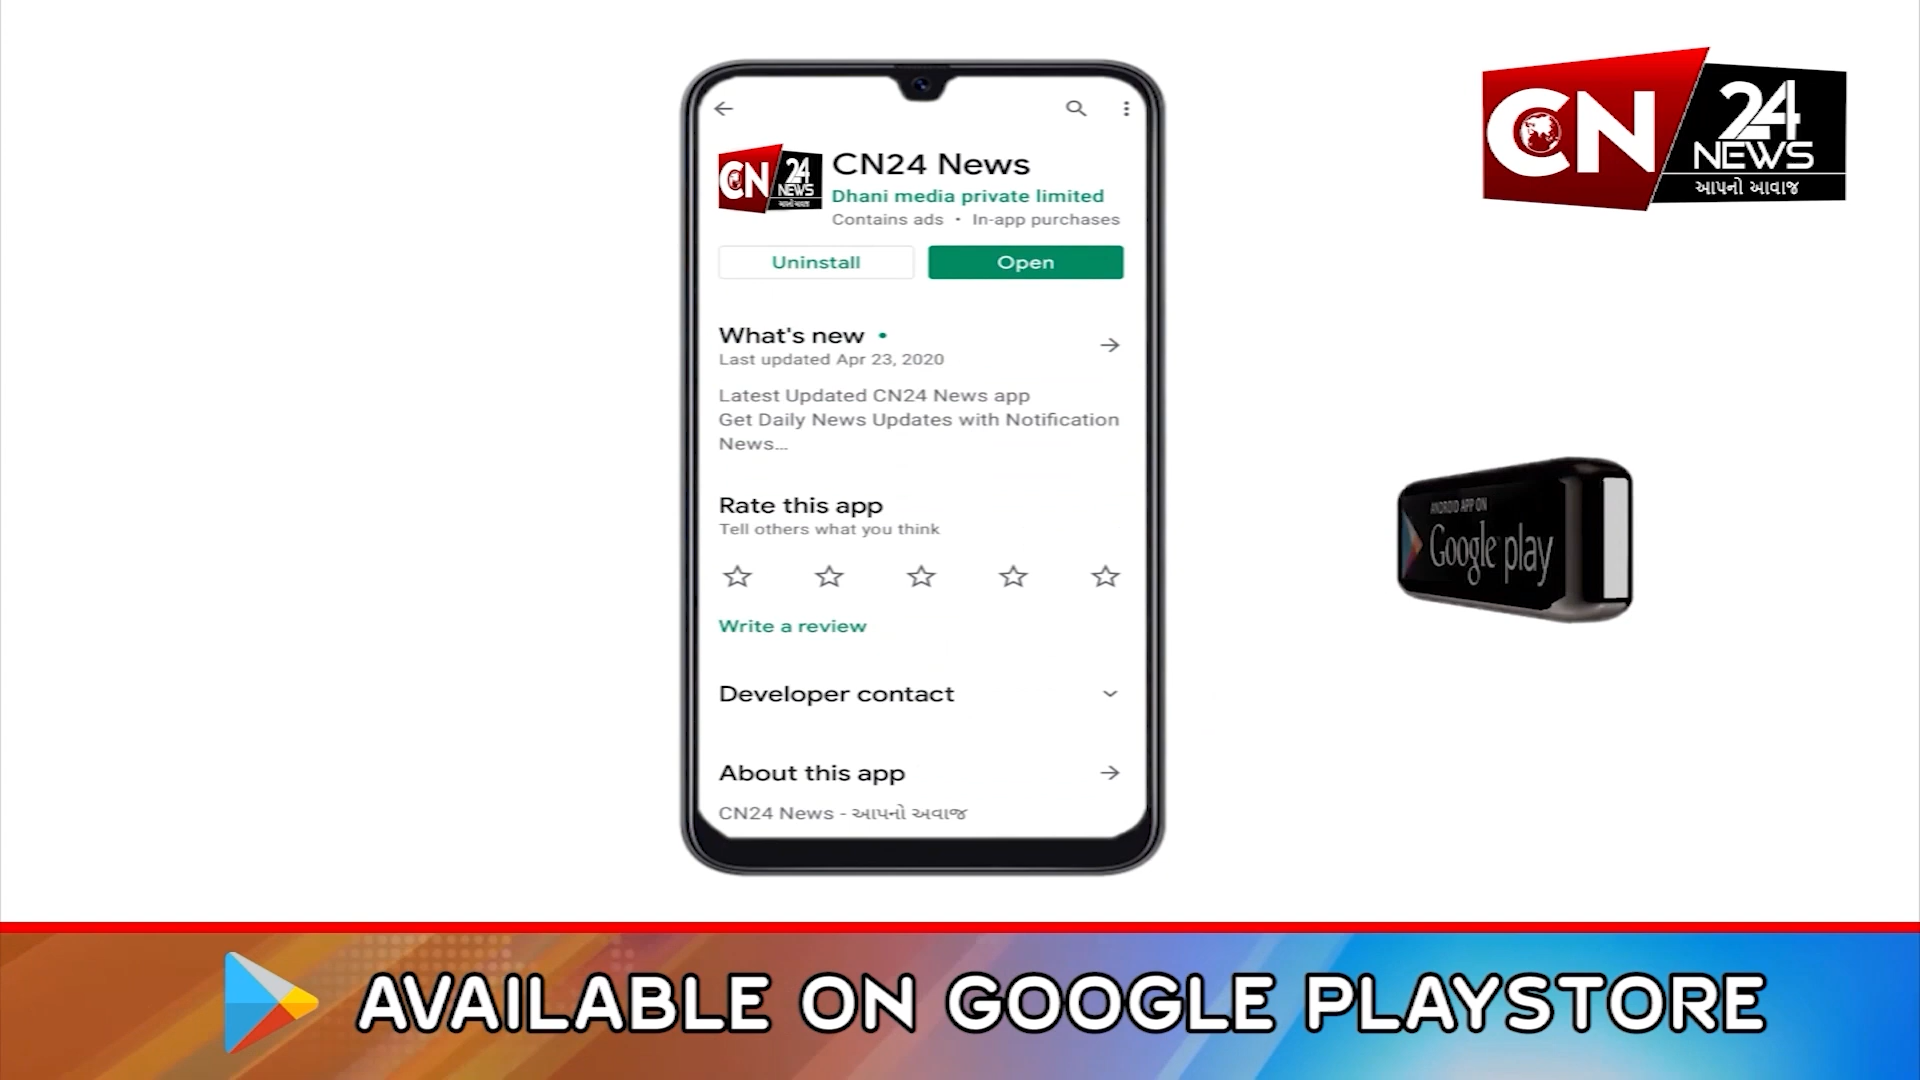 CN24 News
Dhani media private limited
Contains ads • In-app purchases
Uninstall
Open
What's new •
Last updated Apr 23, 2020
Latest Updated CN24 News app
Get Daily News Updates with Notification
News...
Rate this app
Tell others what you think
Write a review
Developer contact
About this app
CN24 News - આપનો અવાજ
CN
24
NEWS
CN
24
NEWS
આપનો અવાજ
ANDROID APP ON
Google play
AVAILABLE ON GOOGLE PLAYSTORE